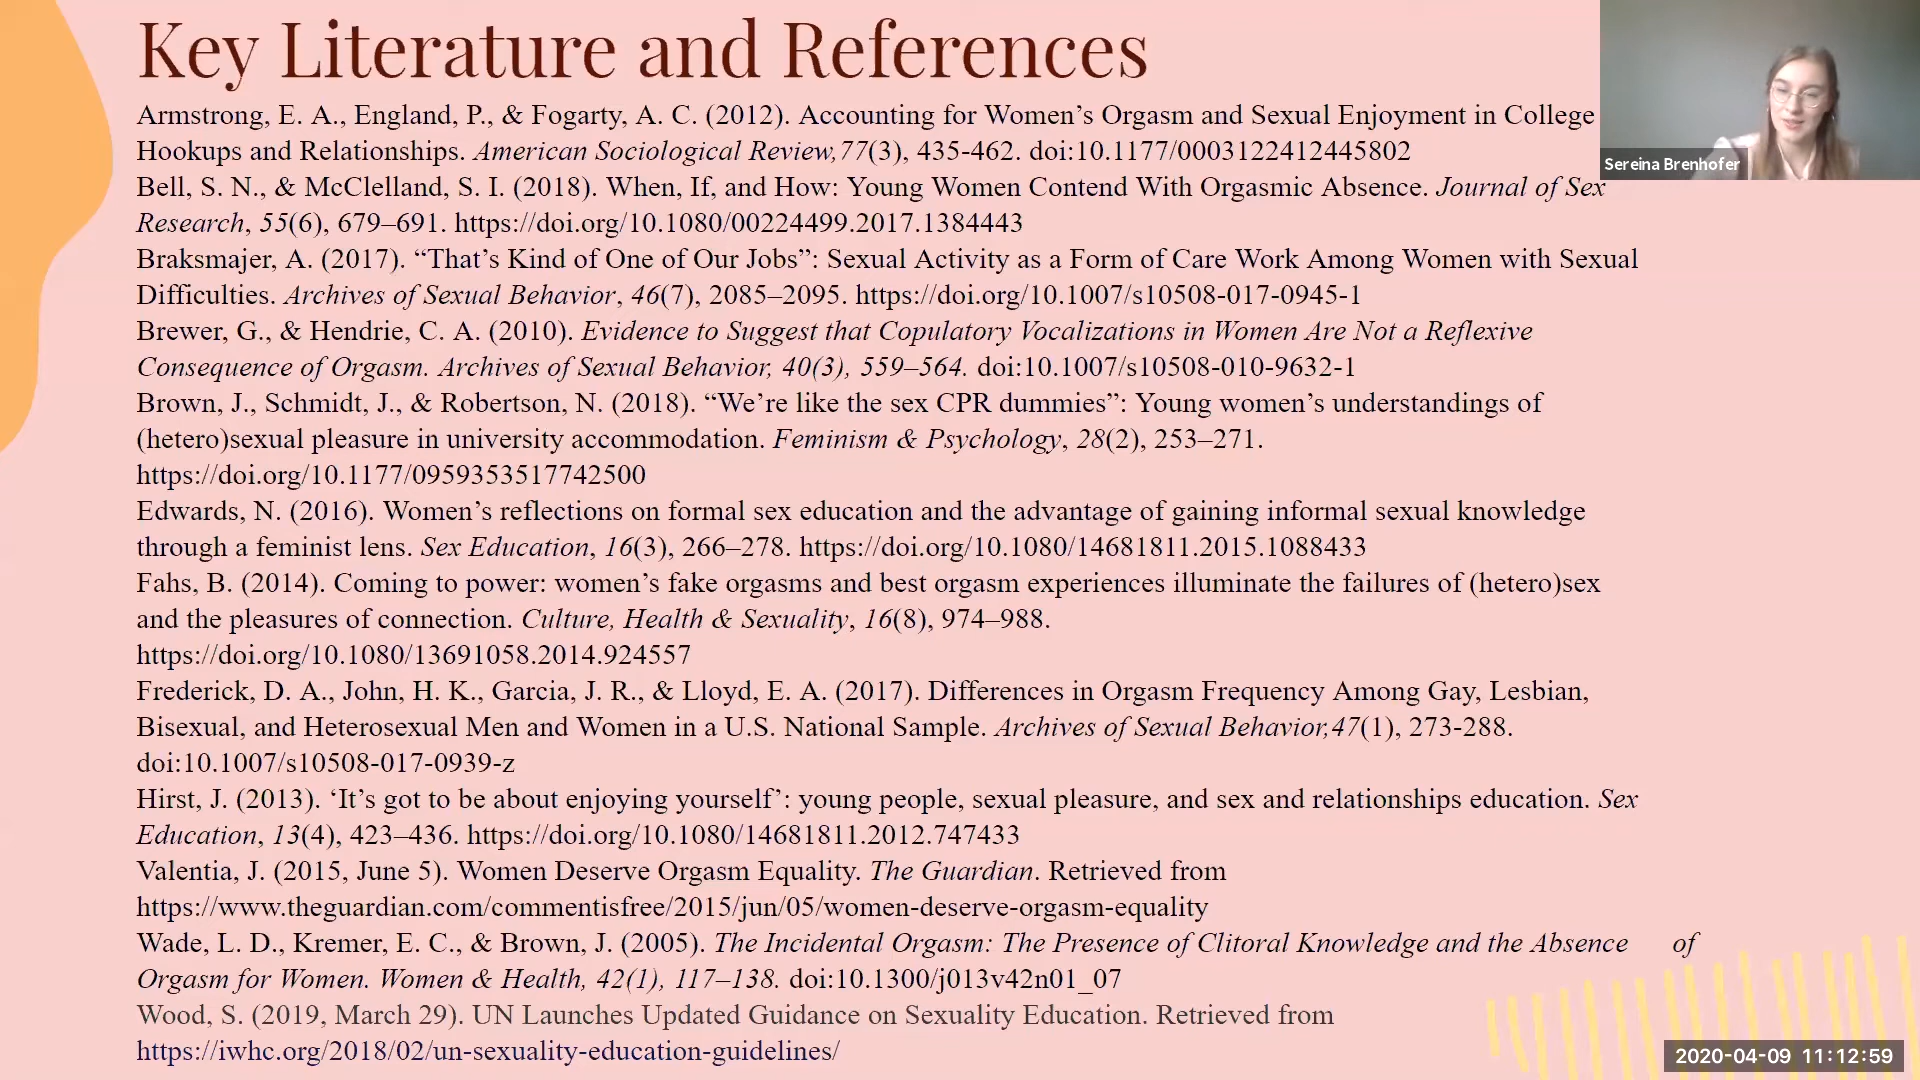 Key Literature and References
Armstrong, E. A., England, P., & Fogarty, A. C. (2012). Accounting for Women’s Orgasm and Sexual Enjoyment in College
Hookups and Relationships. American Sociological Review,77(3), 435-462. doi:10.1177/0003122412445802
Bell, S. N., & McClelland, S. I. (2018). When, If, and How: Young Women Contend With Orgasmic Absence. Journal of Sex
Research, 55(6), 679–691. https://doi.org/10.1080/00224499.2017.1384443
Braksmajer, A. (2017). “That’s Kind of One of Our Jobs”: Sexual Activity as a Form of Care Work Among Women with Sexual
Difficulties. Archives of Sexual Behavior, 46(7), 2085–2095. https://doi.org/10.1007/s10508-017-0945-1
Brewer, G., & Hendrie, C. A. (2010). Evidence to Suggest that Copulatory Vocalizations in Women Are Not a Reflexive
Consequence of Orgasm. Archives of Sexual Behavior, 40(3), 559–564. doi:10.1007/s10508-010-9632-1
Brown, J., Schmidt, J., & Robertson, N. (2018). “We’re like the sex CPR dummies”: Young women’s understandings of
(hetero)sexual pleasure in university accommodation. Feminism & Psychology, 28(2), 253–271.
https://doi.org/10.1177/0959353517742500
Edwards, N. (2016). Women’s reflections on formal sex education and the advantage of gaining informal sexual knowledge
through a feminist lens. Sex Education, 16(3), 266–278. https://doi.org/10.1080/14681811.2015.1088433
Fahs, B. (2014). Coming to power: women’s fake orgasms and best orgasm experiences illuminate the failures of (hetero)sex
and the pleasures of connection. Culture, Health & Sexuality, 16(8), 974–988.
https://doi.org/10.1080/13691058.2014.924557
Frederick, D. A., John, H. K., Garcia, J. R., & Lloyd, E. A. (2017). Differences in Orgasm Frequency Among Gay, Lesbian,
Bisexual, and Heterosexual Men and Women in a U.S. National Sample. Archives of Sexual Behavior,47(1), 273-288.
doi:10.1007/s10508-017-0939-z
Hirst, J. (2013). ‘It’s got to be about enjoying yourself’: young people, sexual pleasure, and sex and relationships education. Sex
Education, 13(4), 423–436. https://doi.org/10.1080/14681811.2012.747433
Valentia, J. (2015, June 5). Women Deserve Orgasm Equality. The Guardian. Retrieved from
https://www.theguardian.com/commentisfree/2015/jun/05/women-deserve-orgasm-equality
Wade, L. D., Kremer, E. C., & Brown, J. (2005). The Incidental Orgasm: The Presence of Clitoral Knowledge and the Absence of
Orgasm for Women. Women & Health, 42(1), 117–138. doi:10.1300/j013v42n01_07
Wood, S. (2019, March 29). UN Launches Updated Guidance on Sexuality Education. Retrieved from
https://iwhc.org/2018/02/un-sexuality-education-guidelines/
Sereina Brenhofer
2020-04-09 11:12:59